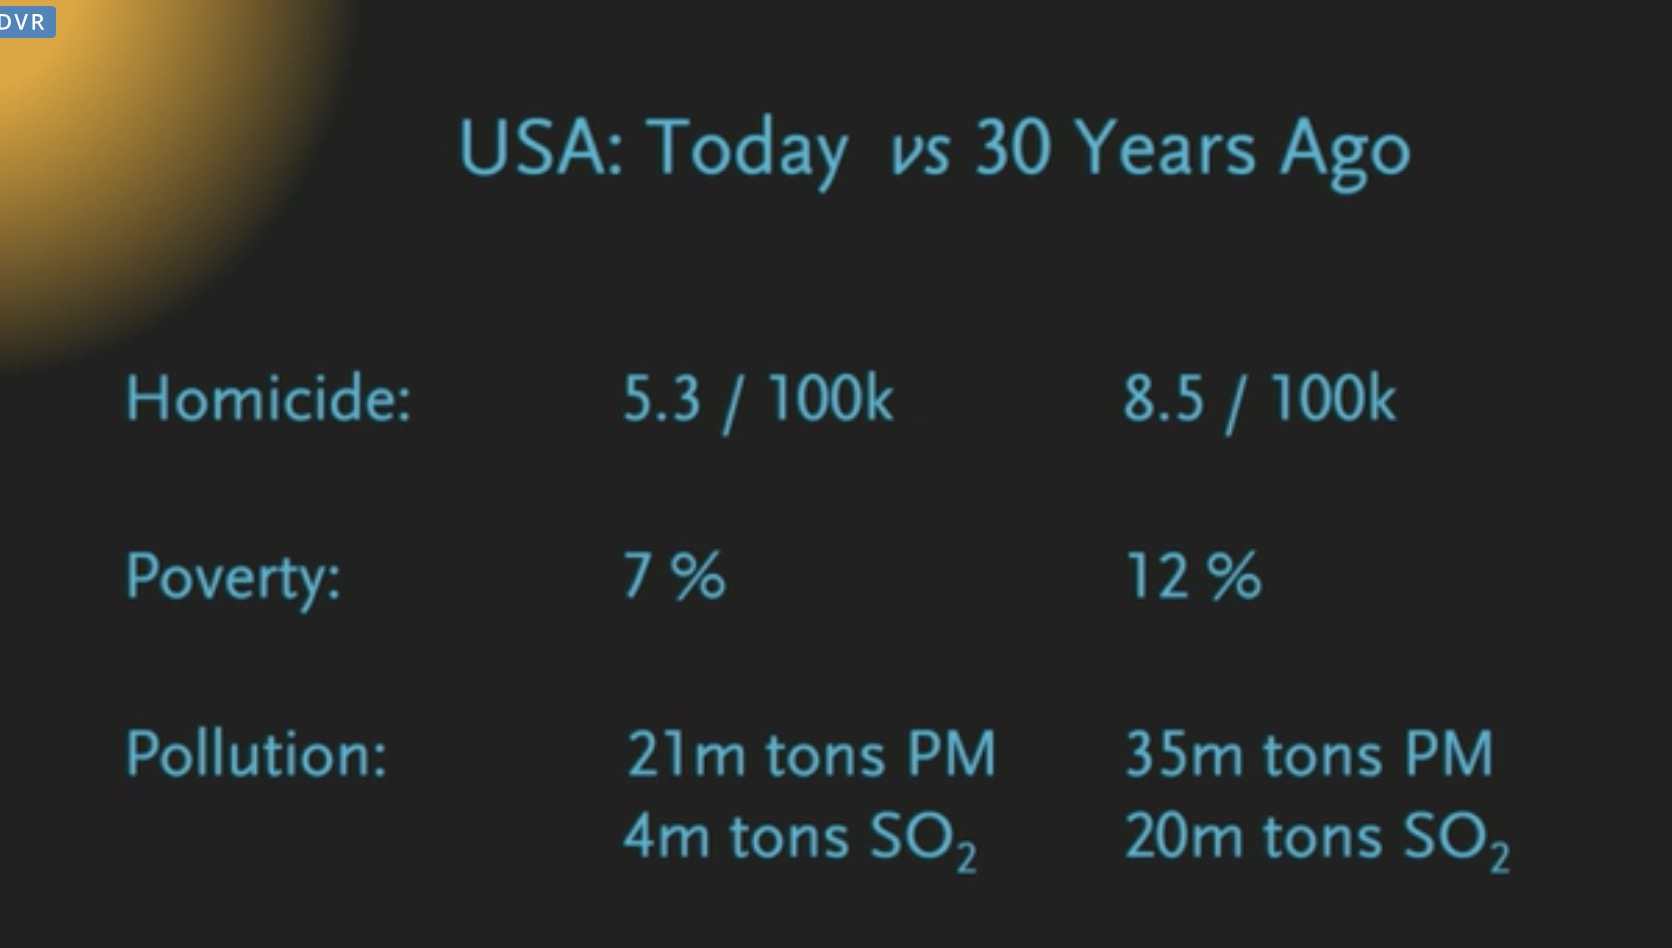 DVR
USA: Today vs 30 Years Ago
Homicide: 5.3 / 100k 8.5 / 100k
Poverty: 7 % 12 %
Pollution: 21m tons PM 35m tons PM
4m tons SO₂ 20m tons SO₂